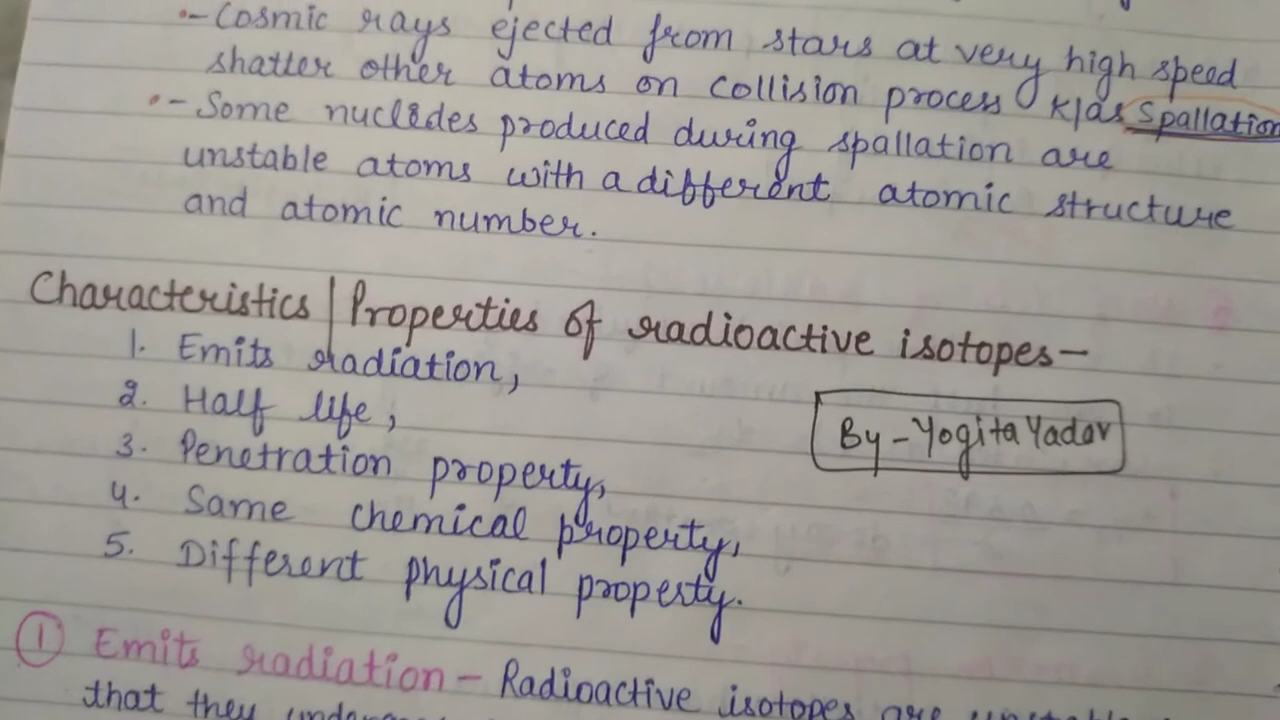 - Cosmic rays ejected from stars at very high speed
shatter other atoms on collision process K/as Spallation
- Some nuclides produced during spallation are
unstable atoms with a different atomic structure
and atomic number.
Characteristics | Properties of radioactive isotopes-
1. Emits radiation,
2. Half life,
By - Yogita Yadav
3. Penetration property,
4. Same chemical property,
5. Different physical property.
① Emits radiation - Radioactive isotopes are
that they